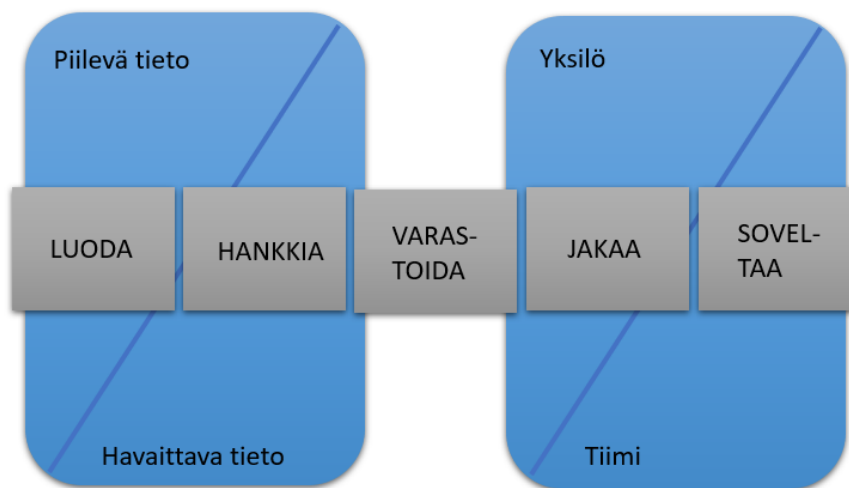 Piilevä tieto
Yksilö
LUODA
HANKKIA
VARAS-
TOIDA
JAKAA
SOVEL-
TAA
Havaittava tieto
Tiimi